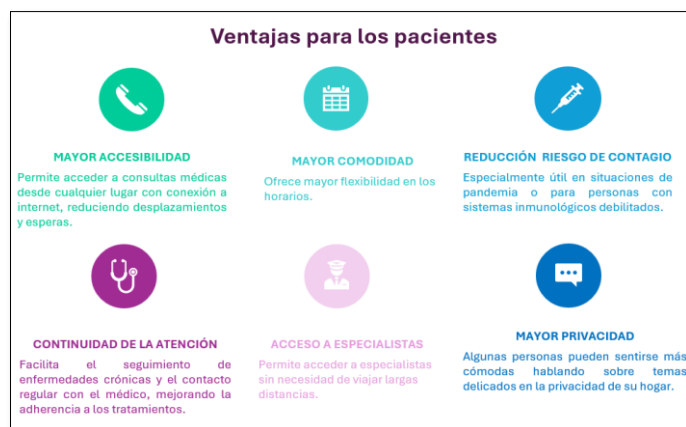 Ventajas para los pacientes
MAYOR ACCESIBILIDAD
Permite acceder a consultas médicas
desde cualquier lugar con conexión a
internet, reduciendo desplazamientos
y esperas.
MAYOR COMODIDAD
Ofrece mayor flexibilidad en los
horarios.
REDUCCIÓN RIESGO DE CONTAGIO
Especialmente útil en situaciones de
pandemia o para personas con
sistemas inmunológicos debilitados.
CONTINUIDAD DE LA ATENCIÓN
Facilita el seguimiento de
enfermedades crónicas y el contacto
regular con el médico, mejorando la
adherencia a los tratamientos.
ACCESO A ESPECIALISTAS
Permite acceder a especialistas
sin necesidad de viajar largas
distancias.
MAYOR PRIVACIDAD
Algunas personas pueden sentirse más
cómodas hablando sobre temas
delicados en la privacidad de su hogar.